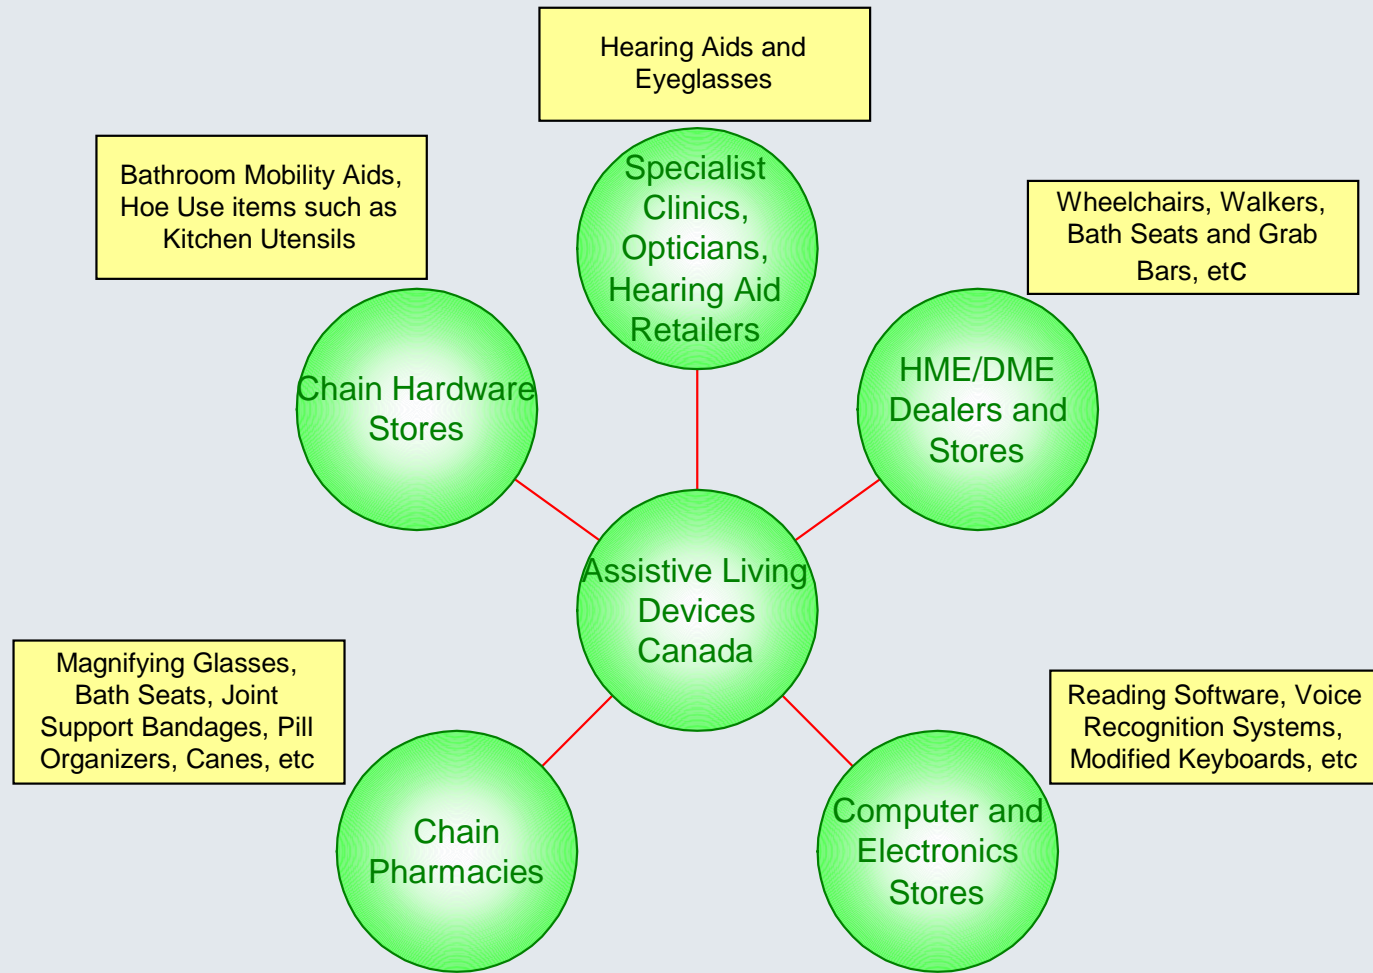 Hearing Aids and
Eyeglasses
Specialist
Clinics,
Opticians,
Hearing Aid
Retailers
Bathroom Mobility Aids,
Hoe Use items such as
Kitchen Utensils
Chain Hardware
Stores
Wheelchairs, Walkers,
Bath Seats and Grab
Bars, etc
HME/DME
Dealers and
Stores
Assistive Living
Devices
Canada
Magnifying Glasses,
Bath Seats, Joint
Support Bandages, Pill
Organizers, Canes, etc
Chain
Pharmacies
Reading Software, Voice
Recognition Systems,
Modified Keyboards, etc
Computer and
Electronics
Stores